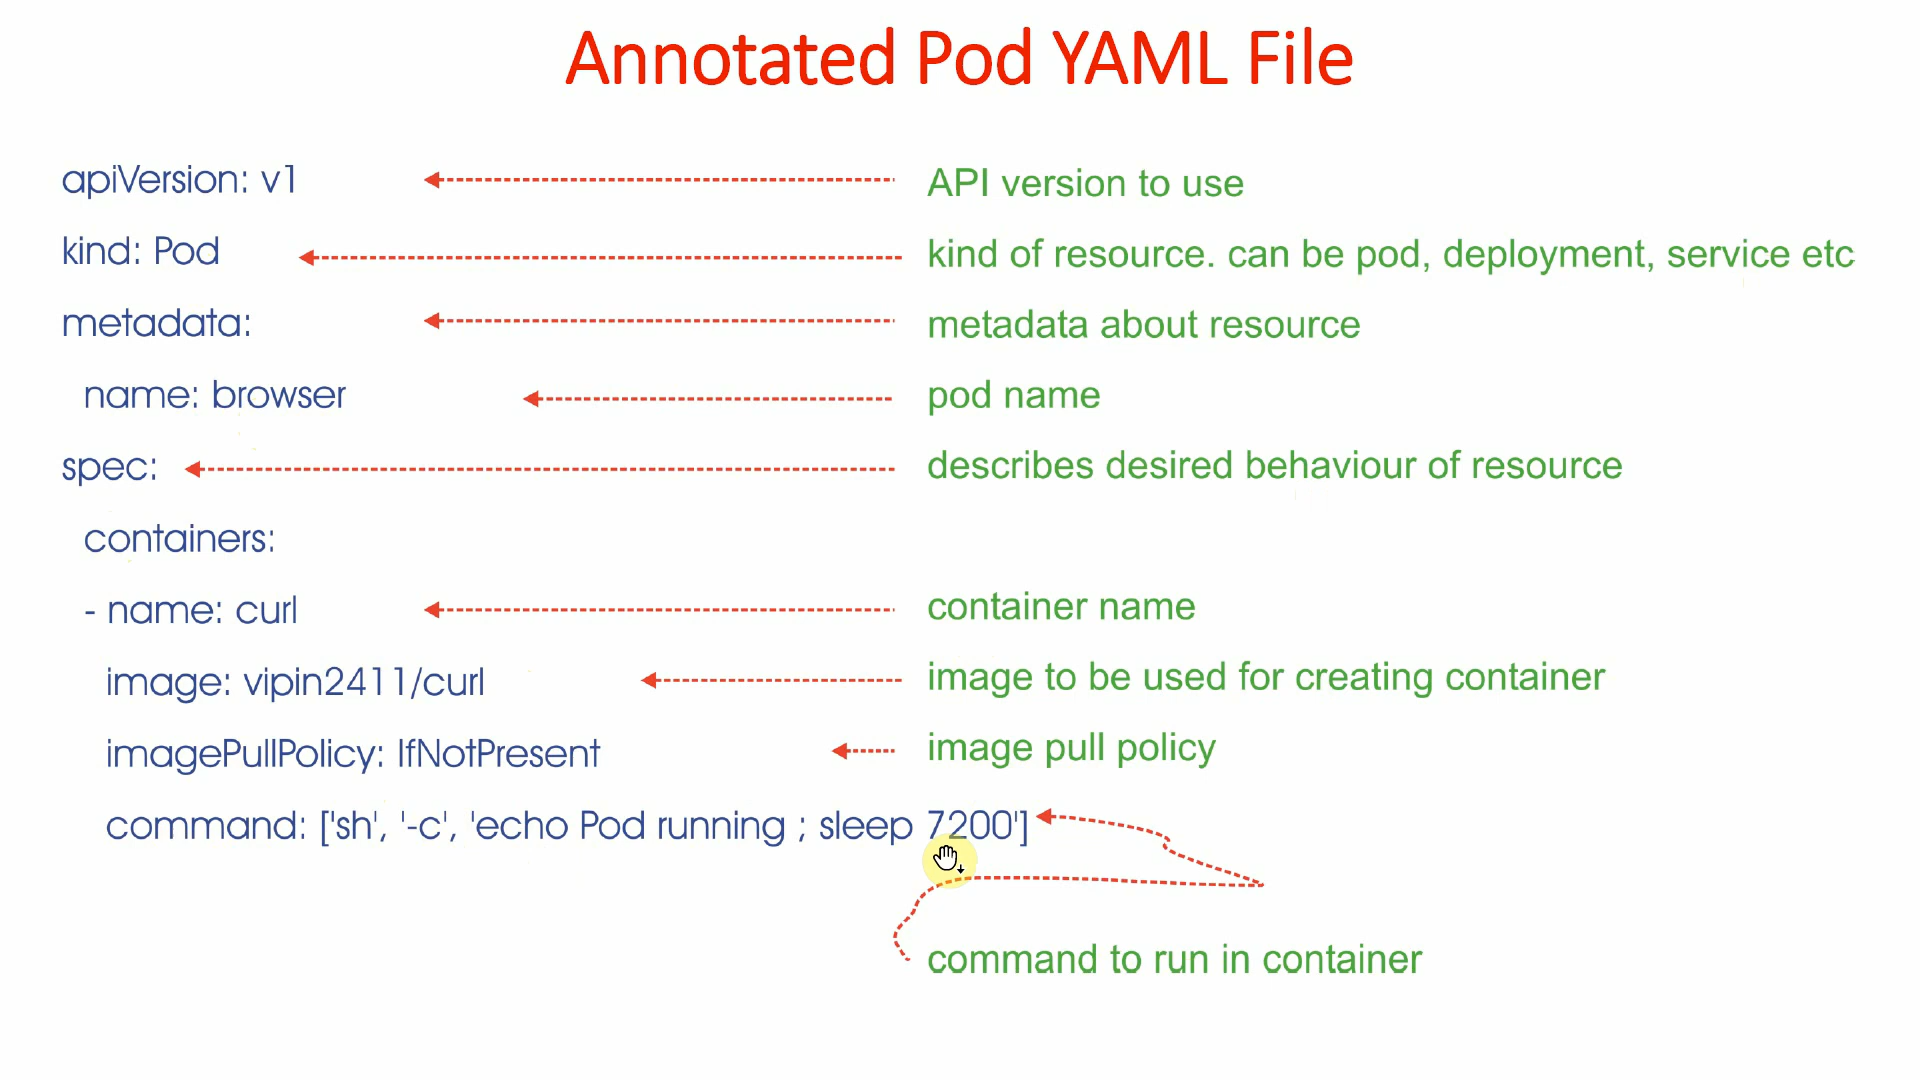 Annotated Pod YAML File
apiVersion: v1
API version to use
kind: Pod
kind of resource. can be pod, deployment, service etc
metadata:
metadata about resource
name: browser
pod name
spec:
describes desired behaviour of resource
containers:
- name: curl
container name
image: vipin2411/curl
image to be used for creating container
imagePullPolicy: IfNotPresent
image pull policy
command: ['sh', '-c', 'echo Pod running ; sleep 7200']
command to run in container